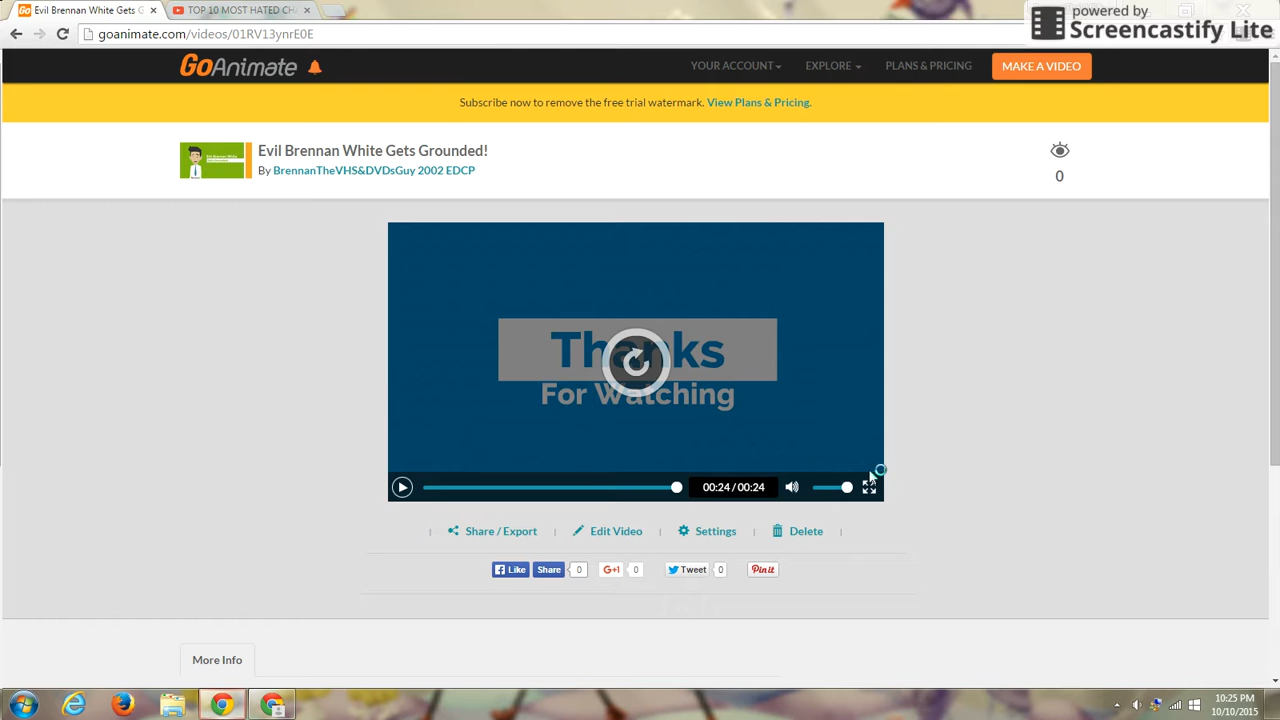 Evil Brennan White Gets G
TOP 10 MOST HATED CHA
powered by
Screencastify Lite
goanimate.com/videos/01RV13ynrE0E
GoAnimate
YOUR ACCOUNT
EXPLORE
PLANS & PRICING
MAKE A VIDEO
Subscribe now to remove the free trial watermark. View Plans & Pricing.
Evil Brennan White Gets Grounded!
By BrennanTheVHS&DVDsGuy 2002 EDCP
0
Thanks
For Watching
00:24 / 00:24
Share / Export
Edit Video
Settings
Delete
Like
Share
0
G+1
0
Tweet
0
Pinit
More Info
10:25 PM
10/10/2015